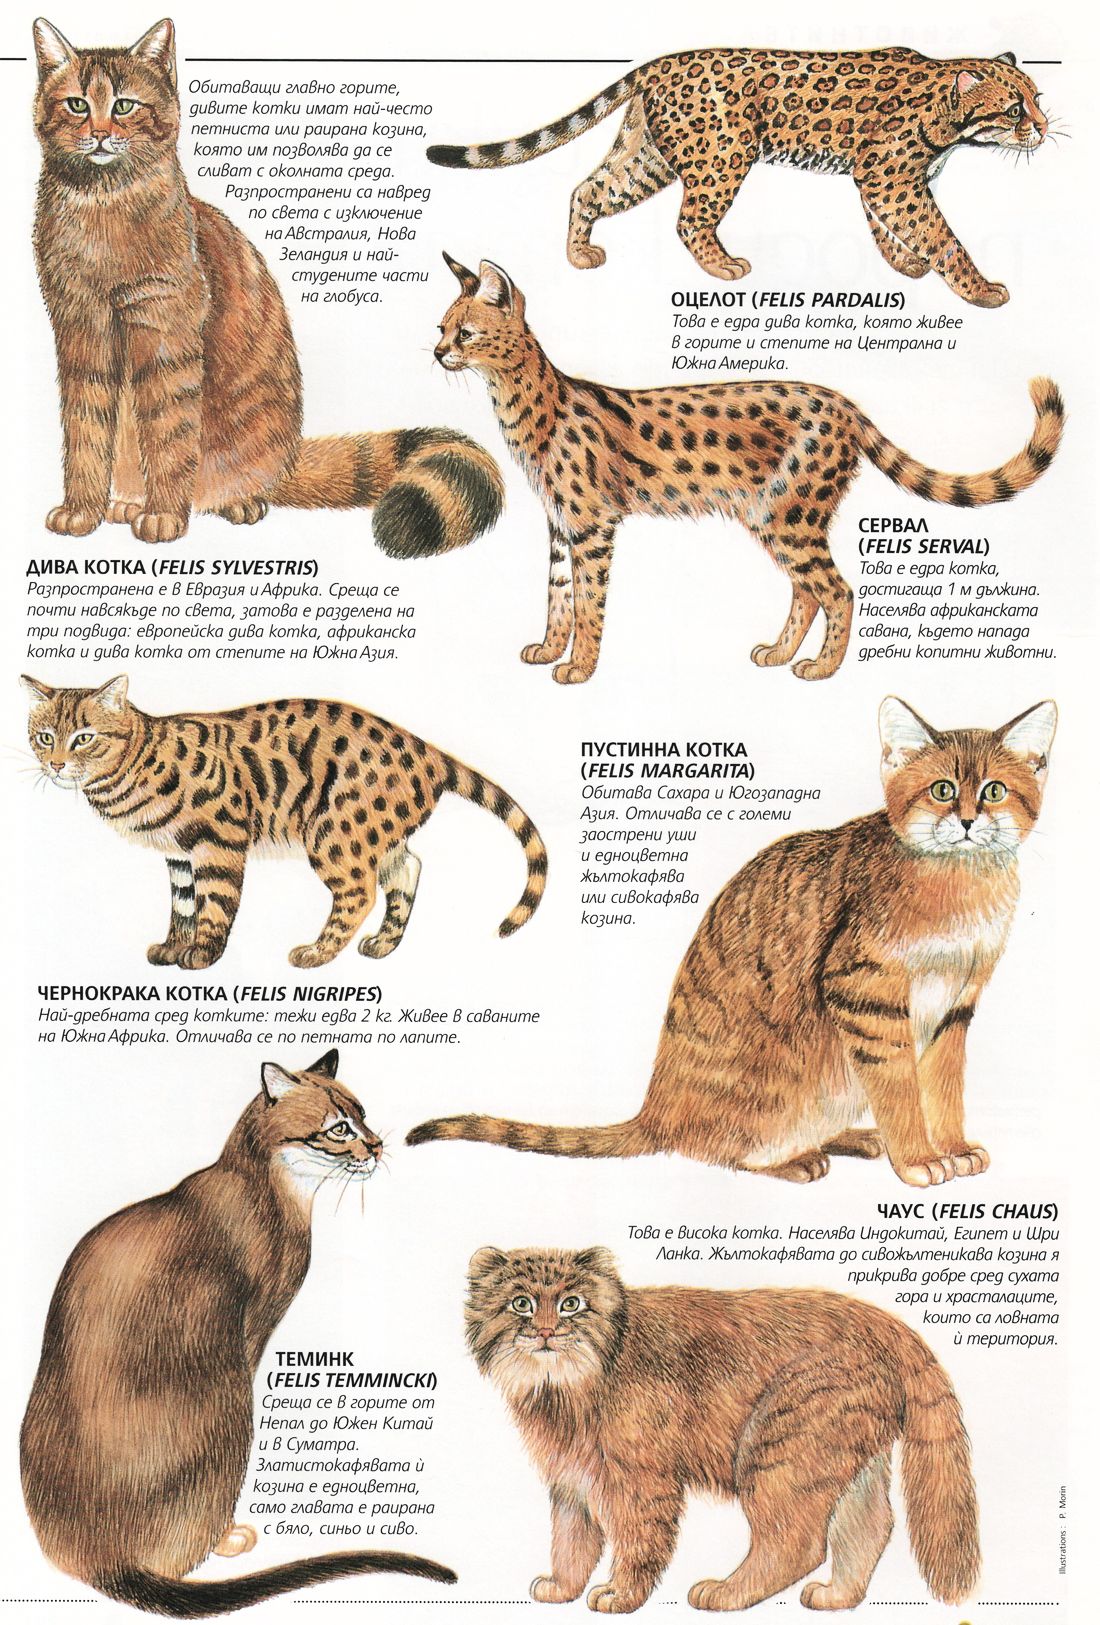 Обитаващи главно горите,
дивите котки имат най-често
петниста или раирана козина,
която им позволява да се
сливат с околната среда.
Разпространени са навред
по света с изключение
на Австралия, Нова
Зеландия и най-
студените части
на глобуса.
ОЦЕЛОТ (FELIS PARDALIS)
Това е едра дива котка, която живее
в горите и степите на Централна и
Южна Америка.
СЕРВАЛ
(FELIS SERVAL)
Това е едра котка,
достигаща 1 м дължина.
Населява африканската
савана, където напада
дребни копитни животни.
ДИВА КОТКА (FELIS SYLVESTRIS)
Разпространена е в Евразия и Африка. Среща се
почти навсякъде по света, затова е разделена на
три подвида: европейска дива котка, африканска
котка и дива котка от степите на Южна Азия.
ПУСТИННА КОТКА
(FELIS MARGARITA)
Обитава Сахара и Югозападна
Азия. Отличава се с големи
заострени уши
и едноцветна
жълтокафява
или сивокафява
козина.
ЧЕРНОКРАКА КОТКА (FELIS NIGRIPES)
Най-дребната сред котките: тежи едва 2 кг. Живее в саваните
на Южна Африка. Отличава се по петната по лапите.
ЧАУС (FELIS CHAUS)
Това е висока котка. Населява Индокитай, Египет и Шри
Ланка. Жълтокафявата до сивожълтеникава козина я
прикрива добре сред сухата
гора и храсталаците,
които са ловната
ѝ територия.
ТЕМИНК
(FELIS TEMMINCKI)
Среща се в горите от
Непал до Южен Китай
и в Суматра.
Златистокафявата ѝ
козина е едноцветна,
само главата е раирана
с бяло, синьо и сиво.
Illustrations : P. Morin